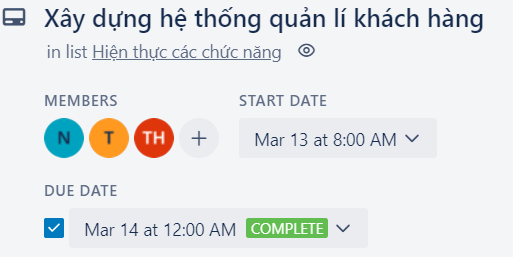 Xây dựng hệ thống quản lí khách hàng
in list Hiện thực các chức năng
MEMBERS
N T TH +
START DATE
Mar 13 at 8:00 AM
DUE DATE
Mar 14 at 12:00 AM COMPLETE